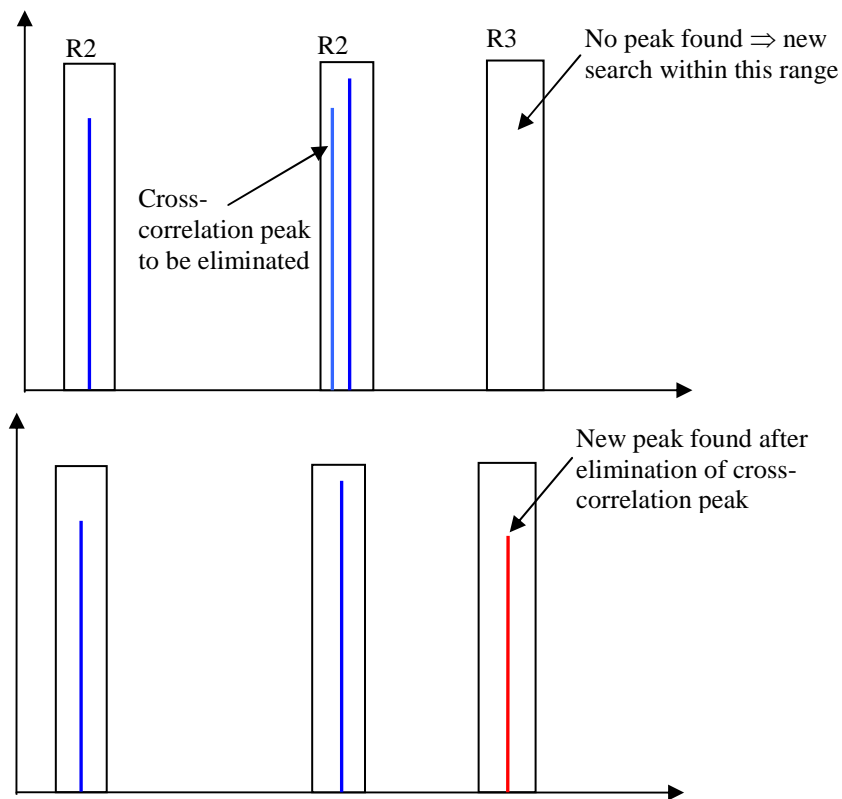 R2
R2
R3
No peak found ⇒ new
search within this range
Cross-
correlation peak
to be eliminated
New peak found after
elimination of cross-
correlation peak